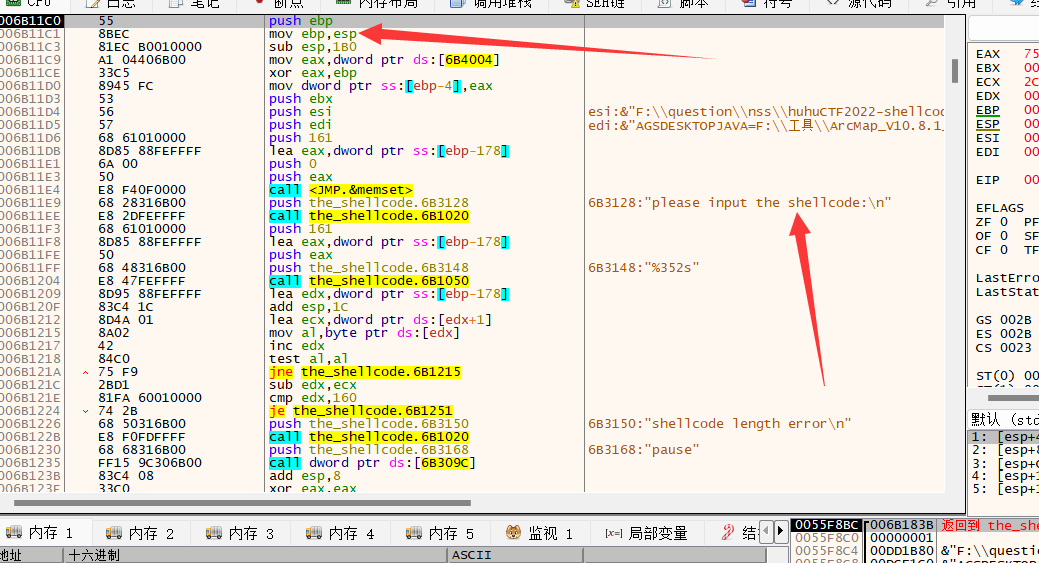 CPU 日志 笔记 断点 内存布局 调用堆栈 SEH链 脚本 符号 源代码 引用
006B11C0 55 push ebp
006B11C1 8BEC mov ebp,esp
006B11C3 81EC B0010000 sub esp,1B0
006B11C9 A1 04406B00 mov eax,dword ptr ds:[6B4004]
006B11CE 33C5 xor eax,ebp
006B11D0 8945 FC mov dword ptr ss:[ebp-4],eax
006B11D3 53 push ebx
006B11D4 56 push esi esi:&"F:\\question\\nss\\huhuCTF2022-shellcod
006B11D5 57 push edi edi:&"AGSDESKTOPJAVA=F:\\工具\\ArcMap_V10.8.1_
006B11D6 68 61010000 push 161
006B11DB 8D85 88FEFFFF lea eax,dword ptr ss:[ebp-178]
006B11E1 6A 00 push 0
006B11E3 50 push eax
006B11E4 E8 F40F0000 call <JMP.&memset>
006B11E9 68 28316B00 push the_shellcode.6B3128 6B3128:"please input the shellcode:\n"
006B11EE E8 2DFEFFFF call the_shellcode.6B1020
006B11F3 68 61010000 push 161
006B11F8 8D85 88FEFFFF lea eax,dword ptr ss:[ebp-178]
006B11FE 50 push eax
006B11FF 68 48316B00 push the_shellcode.6B3148 6B3148:"%352s"
006B1204 E8 47FEFFFF call the_shellcode.6B1050
006B1209 8D95 88FEFFFF lea edx,dword ptr ss:[ebp-178]
006B120F 83C4 1C add esp,1C
006B1212 8D4A 01 lea ecx,dword ptr ds:[edx+1]
006B1215 8A02 mov al,byte ptr ds:[edx]
006B1217 42 inc edx
006B1218 84C0 test al,al
006B121A 75 F9 jne the_shellcode.6B1215
006B121C 2BD1 sub edx,ecx
006B121E 81FA 60010000 cmp edx,160
006B1224 74 2B je the_shellcode.6B1251
006B1226 68 50316B00 push the_shellcode.6B3150 6B3150:"shellcode length error\n"
006B122B E8 F0FDFFFF call the_shellcode.6B1020
006B1230 68 68316B00 push the_shellcode.6B3168 6B3168:"pause"
006B1235 FF15 9C306B00 call dword ptr ds:[6B309C]
006B123B 83C4 08 add esp,8
006B123E 33C0 xor eax,eax
EAX 75
EBX 00
ECX 2C
EDX 00
EBP 00
ESP 00
ESI 00
EDI 00
EIP 00
EFLAGS
ZF 0 PF
OF 0 SF
CF 0 TF
LastError
LastStat
GS 002B
ES 002B
CS 0023
ST(0) 00
ST(1) 00
默认 (std
1: [esp+4
2: [esp+8
3: [esp+C
4: [esp+1
5: [esp+1
内存 1 内存 2 内存 3 内存 4 内存 5 监视 1 [x=] 局部变量 结
地址 十六进制 ASCII
0055F8BC 006B183B 返回到 the_she
0055F8C0 00000001
0055F8C4 00DD1B80 &"F:\\questio